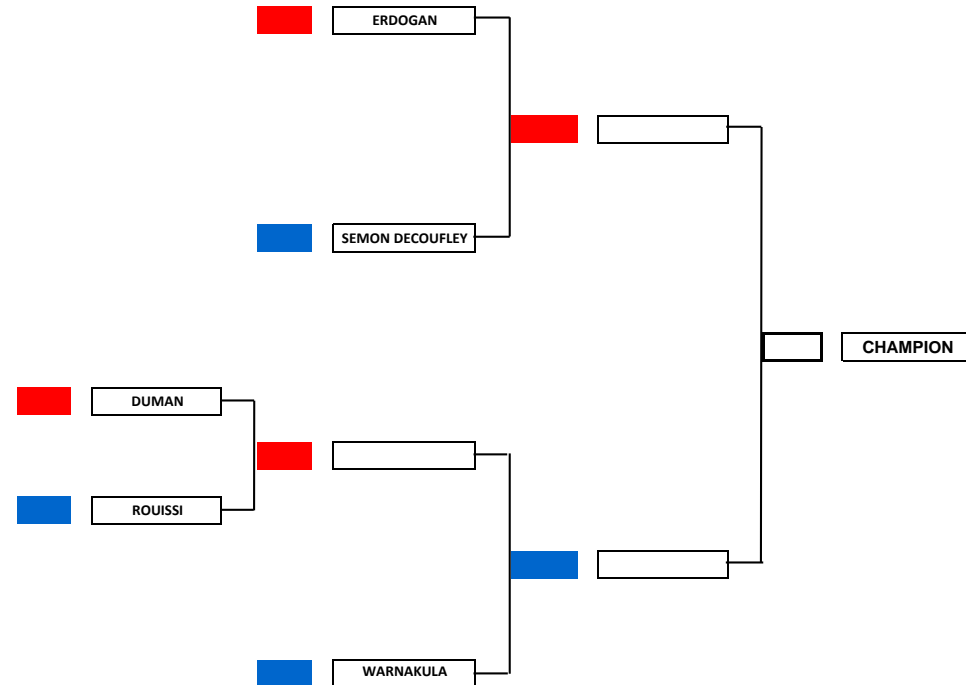 ERDOGAN
SEMON DECOUFLEY
CHAMPION
DUMAN
ROUISSI
WARNAKULA